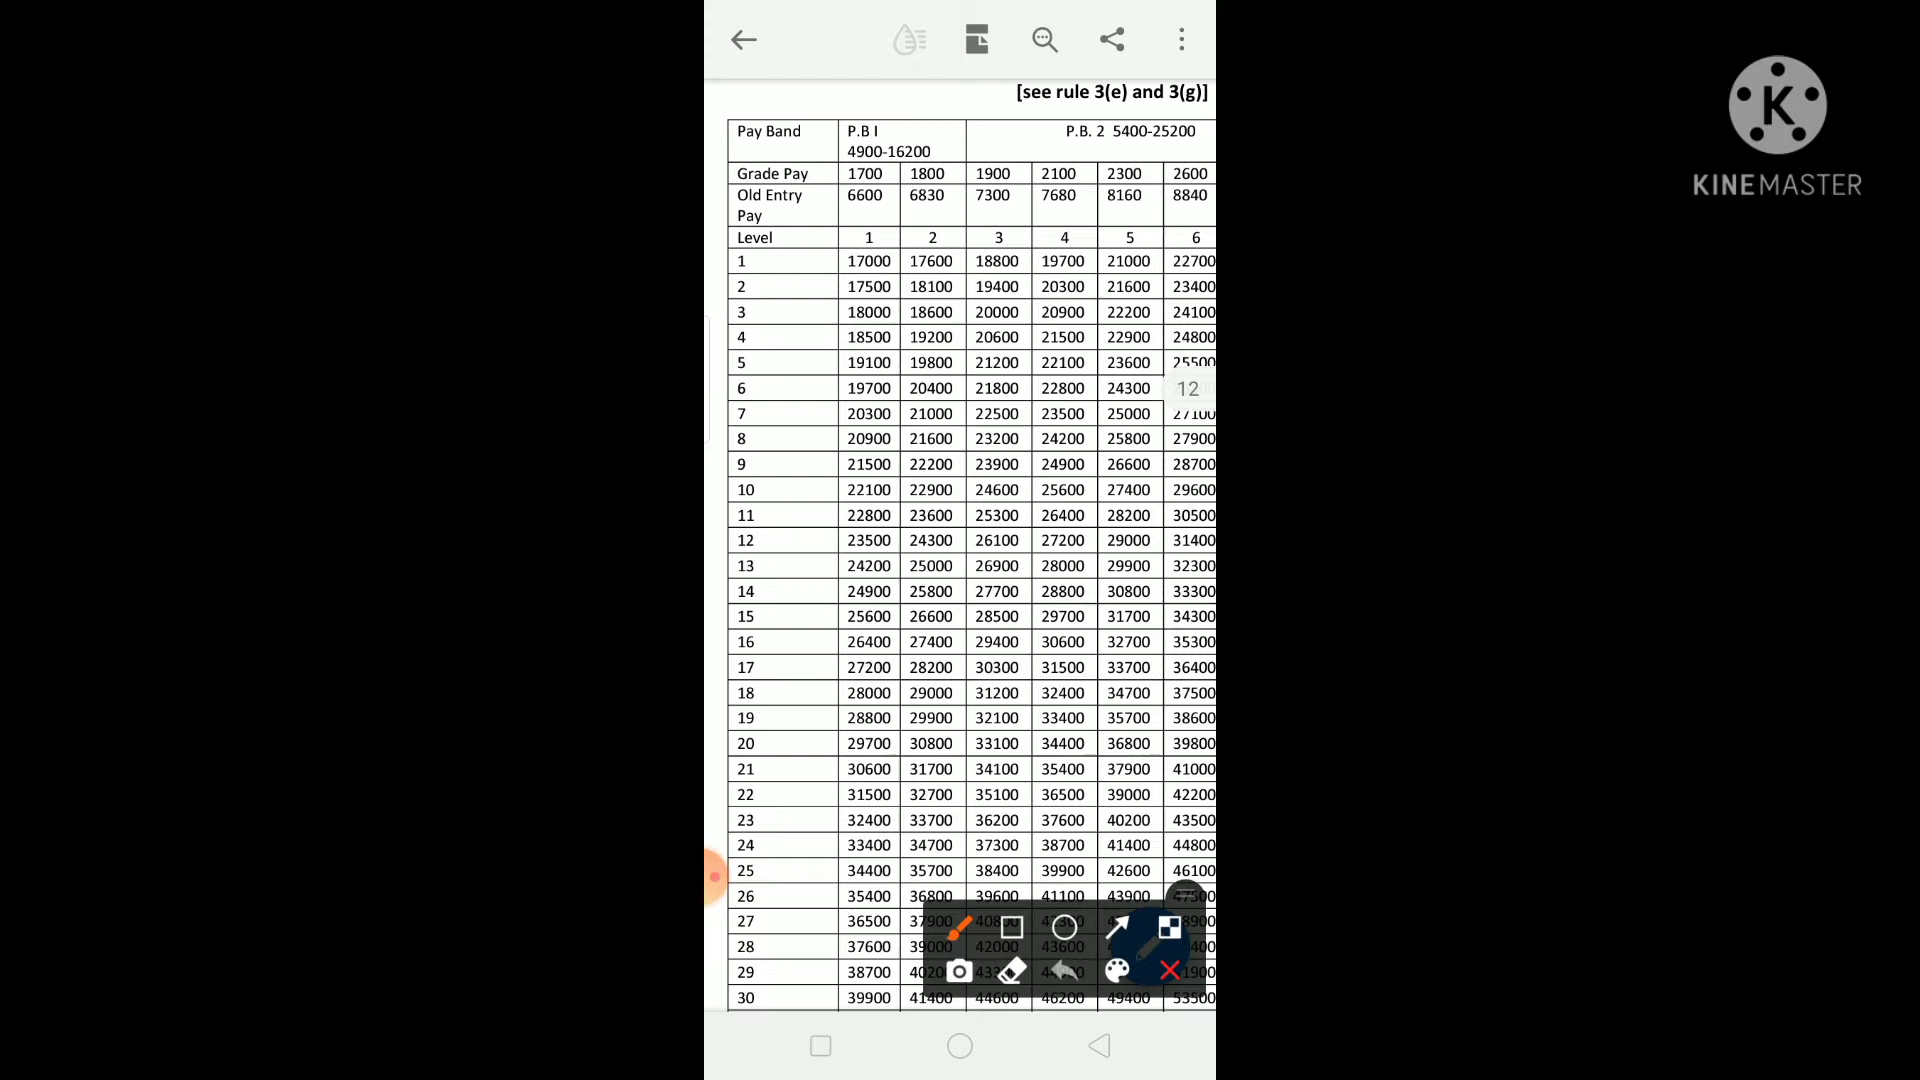 [see rule 3(e) and 3(g)]
K
KINEMASTER
Pay Band P.B I P.B. 2 5400-25200
4900-16200
Grade Pay 1700 1800 1900 2100 2300 2600
Old Entry 6600 6830 7300 7680 8160 8840
Pay
Level 1 2 3 4 5 6
1 17000 17600 18800 19700 21000 22700
2 17500 18100 19400 20300 21600 23400
3 18000 18600 20000 20900 22200 24100
4 18500 19200 20600 21500 22900 24800
5 19100 19800 21200 22100 23600 25500
6 19700 20400 21800 22800 24300 12
7 20300 21000 22500 23500 25000 27100
8 20900 21600 23200 24200 25800 27900
9 21500 22200 23900 24900 26600 28700
10 22100 22900 24600 25600 27400 29600
11 22800 23600 25300 26400 28200 30500
12 23500 24300 26100 27200 29000 31400
13 24200 25000 26900 28000 29900 32300
14 24900 25800 27700 28800 30800 33300
15 25600 26600 28500 29700 31700 34300
16 26400 27400 29400 30600 32700 35300
17 27200 28200 30300 31500 33700 36400
18 28000 29000 31200 32400 34700 37500
19 28800 29900 32100 33400 35700 38600
20 29700 30800 33100 34400 36800 39800
21 30600 31700 34100 35400 37900 41000
22 31500 32700 35100 36500 39000 42200
23 32400 33700 36200 37600 40200 43500
24 33400 34700 37300 38700 41400 44800
25 34400 35700 38400 39900 42600 46100
26 35400 36800 39600 41100 43900 47500
27 36500 37900
28 37600 39000 42000 43600
29 38700 40200
30 39900 41400 44600 46200 49400 53500